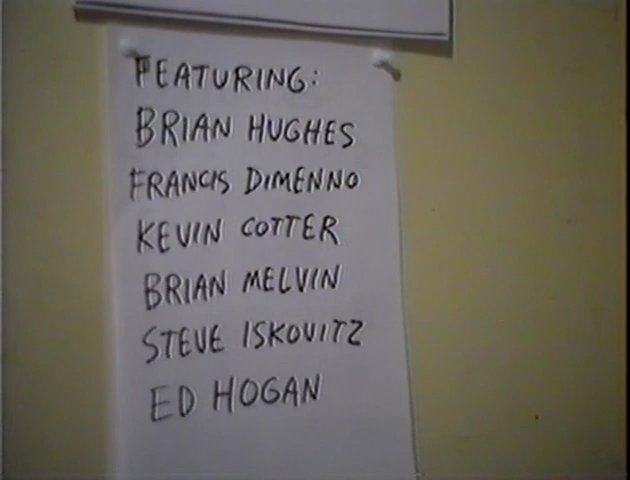 FEATURING:
BRIAN HUGHES
FRANCIS DIMENNO
KEVIN COTTER
BRIAN MELVIN
STEVE ISKOVITZ
ED HOGAN